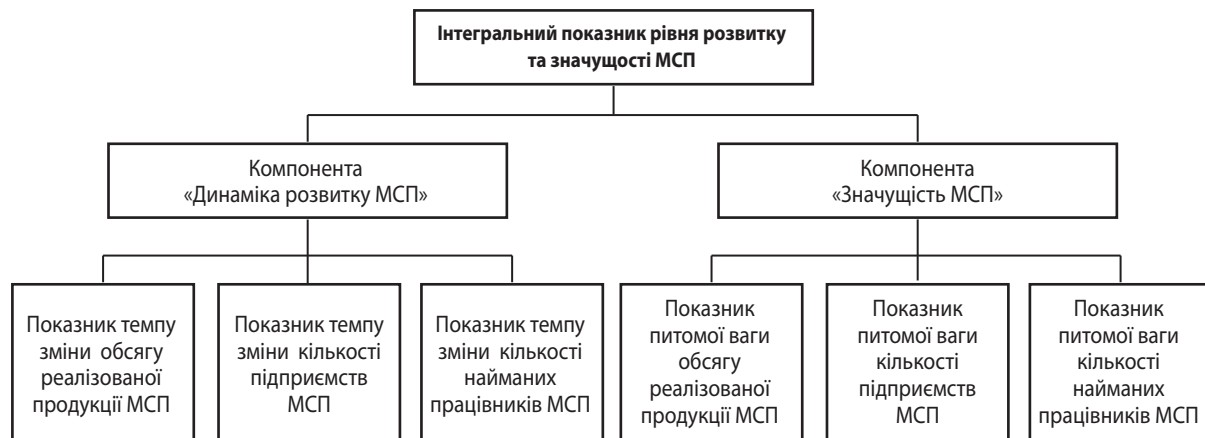 Інтегральний показник рівня розвитку
та значущості МСП
Компонента
«Динаміка розвитку МСП»
Компонента
«Значущість МСП»
Показник темпу
зміни обсягу
реалізованої
продукції МСП
Показник темпу
зміни кількості
підприємств
МСП
Показник темпу
зміни кількості
найманих
працівників МСП
Показник
питомої ваги
обсягу
реалізованої
продукції МСП
Показник
питомої ваги
кількості
підприємств
МСП
Показник
питомої ваги
кількості
найманих
працівників МСП